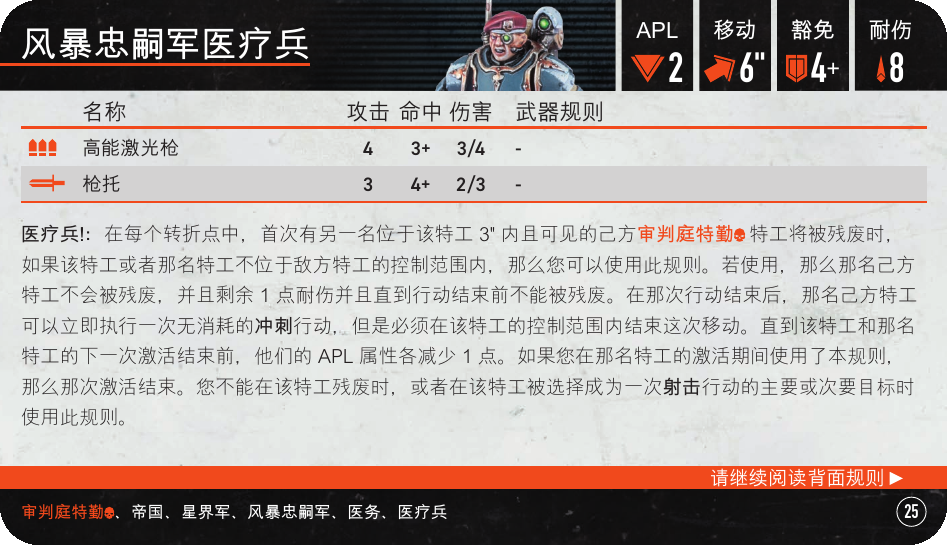 风暴忠嗣军医疗兵
APL 移动 豁免 耐伤
2 6" 4+ 8
名称 攻击 命中 伤害 武器规则
高能激光枪 4 3+ 3/4 -
枪托 3 4+ 2/3 -
医疗兵!：在每个转折点中，首次有另一名位于该特工 3" 内且可见的己方审判庭特勤特工将被残废时，
如果该特工或者那名特工不位于敌方特工的控制范围内，那么您可以使用此规则。若使用，那么那名己方
特工不会被残废，并且剩余 1 点耐伤并且直到行动结束前不能被残废。在那次行动结束后，那名己方特工
可以立即执行一次无消耗的冲刺行动，但是必须在该特工的控制范围内结束这次移动。直到该特工和那名
特工的下一次激活结束前，他们的 APL 属性各减少 1 点。如果您在那名特工的激活期间使用了本规则，
那么那次激活结束。您不能在该特工残废时，或者在该特工被选择成为一次射击行动的主要或次要目标时
使用此规则。
请继续阅读背面规则 ▶
审判庭特勤、帝国、星界军、风暴忠嗣军、医务、医疗兵
25